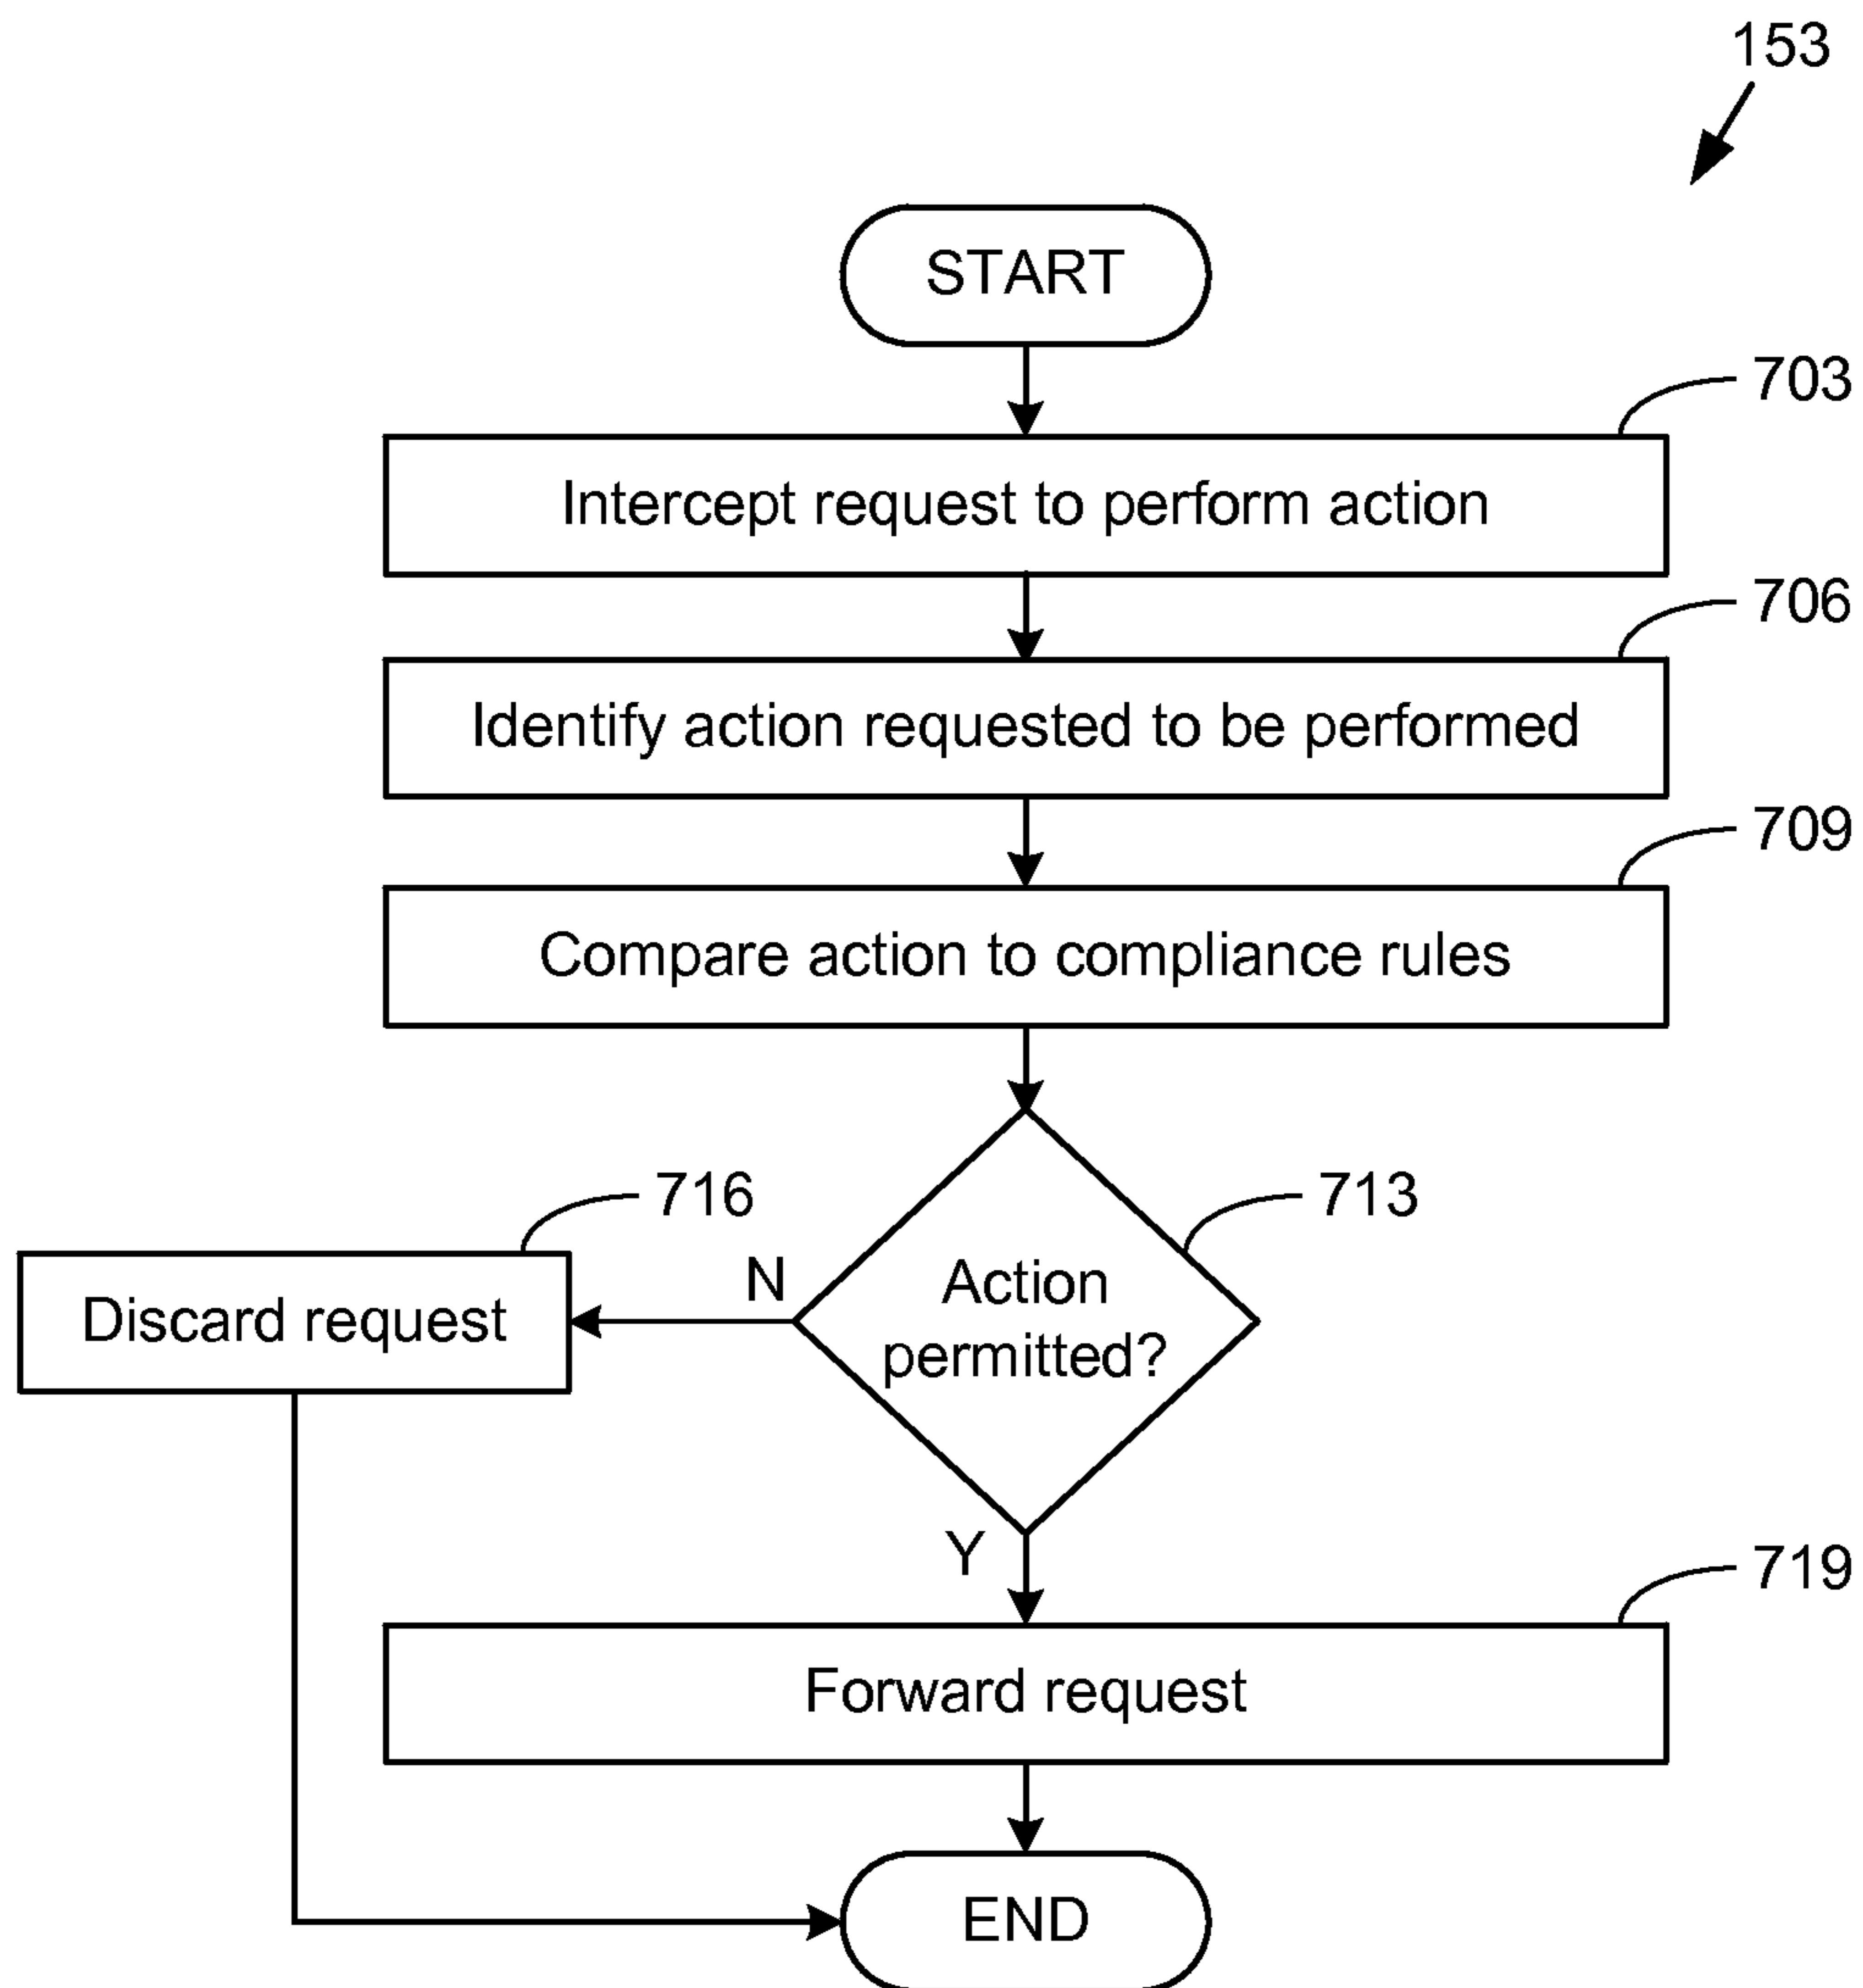 153
START
703
Intercept request to perform action
706
Identify action requested to be performed
709
Compare action to compliance rules
716
713
N
Action
permitted?
Discard request
Y
719
Forward request
END